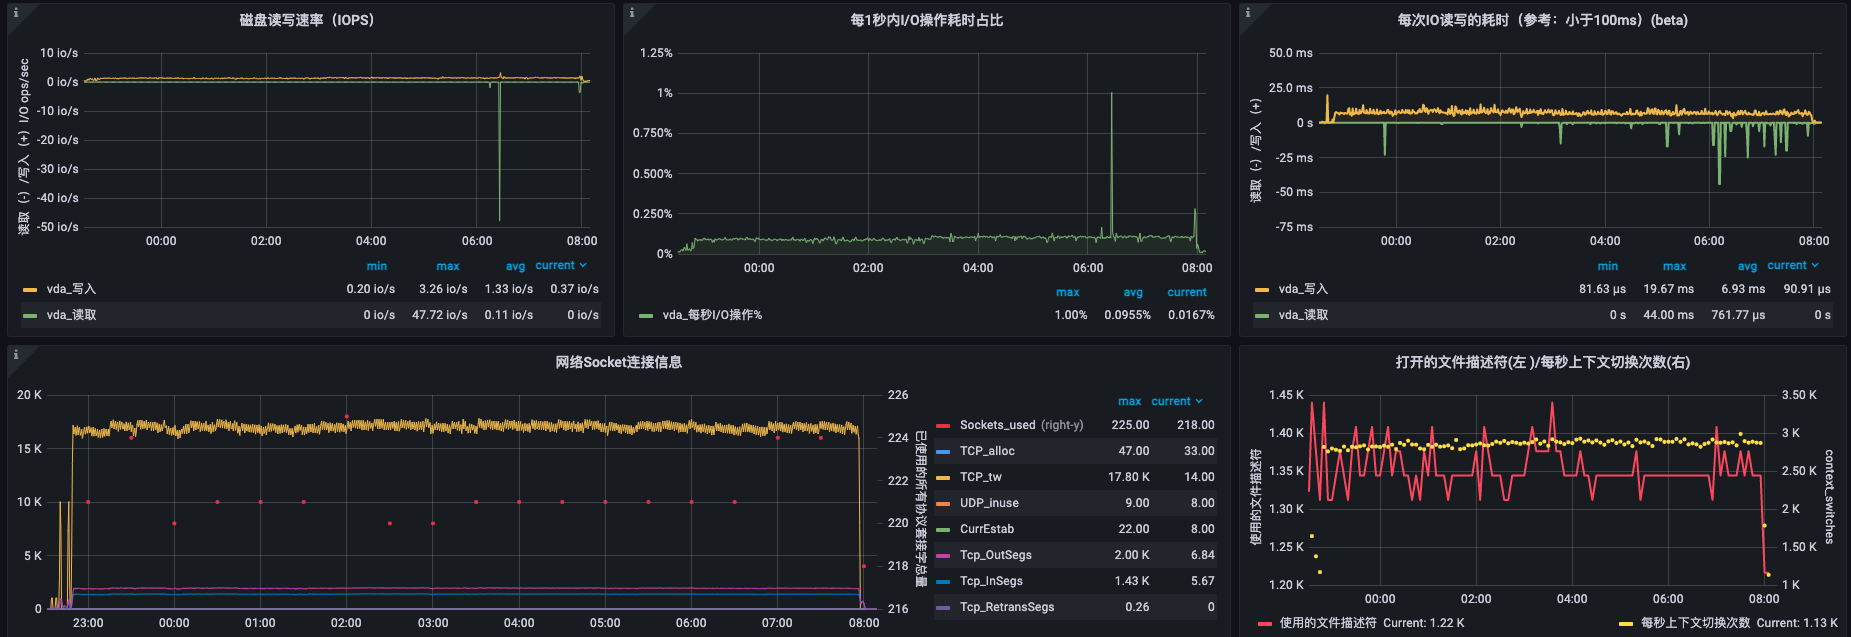 磁盘读写速率（IOPS）
读取（-）/写入（+） I/O ops/sec
10 io/s
0 io/s
-10 io/s
-20 io/s
-30 io/s
-40 io/s
-50 io/s
00:00 02:00 04:00 06:00 08:00
min max avg current
vda_写入 0.20 io/s 3.26 io/s 1.33 io/s 0.37 io/s
vda_读取 0 io/s 47.72 io/s 0.11 io/s 0 io/s
每1秒内I/O操作耗时占比
1.25%
1%
0.750%
0.500%
0.250%
0%
00:00 02:00 04:00 06:00 08:00
max avg current
vda_每秒I/O操作% 1.00% 0.0955% 0.0167%
每次IO读写的耗时（参考：小于100ms）(beta)
读取（-）/写入（+）
50.0 ms
25.0 ms
0 s
-25 ms
-50 ms
-75 ms
00:00 02:00 04:00 06:00 08:00
min max avg current
vda_写入 81.63 µs 19.67 ms 6.93 ms 90.91 µs
vda_读取 0 s 44.00 ms 761.77 µs 0 s
网络Socket连接信息
20 K
15 K
10 K
5 K
0
226
224
222
220
218
216
已使用的所有协议套接字总量
23:00 00:00 01:00 02:00 03:00 04:00 05:00 06:00 07:00 08:00
max current
Sockets_used (right-y) 225.00 218.00
TCP_alloc 47.00 33.00
TCP_tw 17.80 K 14.00
UDP_inuse 9.00 8.00
CurrEstab 22.00 8.00
Tcp_OutSegs 2.00 K 6.84
Tcp_InSegs 1.43 K 5.67
Tcp_RetransSegs 0.26 0
打开的文件描述符(左 )/每秒上下文切换次数(右)
使用的文件描述符
1.45 K
1.40 K
1.35 K
1.30 K
1.25 K
1.20 K
3.50 K
3 K
2.50 K
2 K
1.50 K
1 K
context_switches
00:00 02:00 04:00 06:00 08:00
使用的文件描述符 Current: 1.22 K
每秒上下文切换次数 Current: 1.13 K